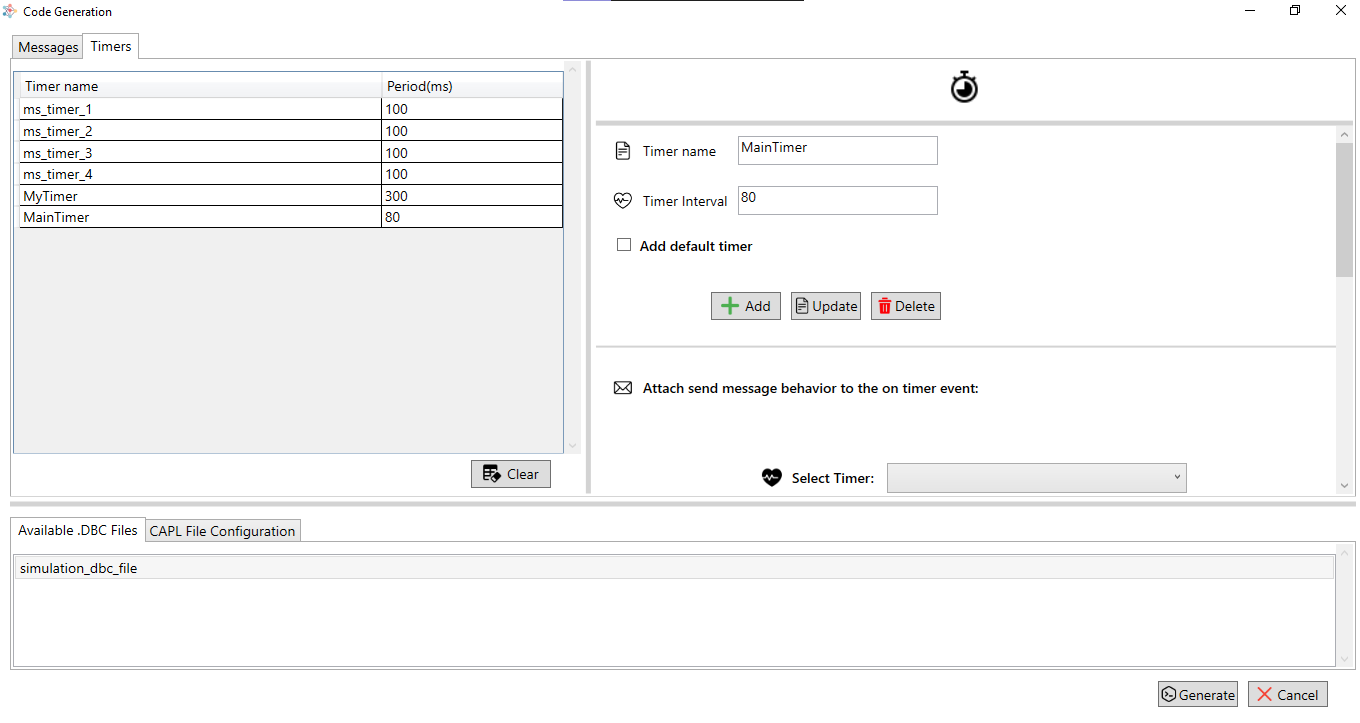 Code Generation
Messages Timers
Timer name Period(ms)
ms_timer_1 100
ms_timer_2 100
ms_timer_3 100
ms_timer_4 100
MyTimer 300
MainTimer 80
Clear
Timer name MainTimer
Timer Interval 80
Add default timer
Add Update Delete
Attach send message behavior to the on timer event:
Select Timer:
Available .DBC Files CAPL File Configuration
simulation_dbc_file
Generate Cancel